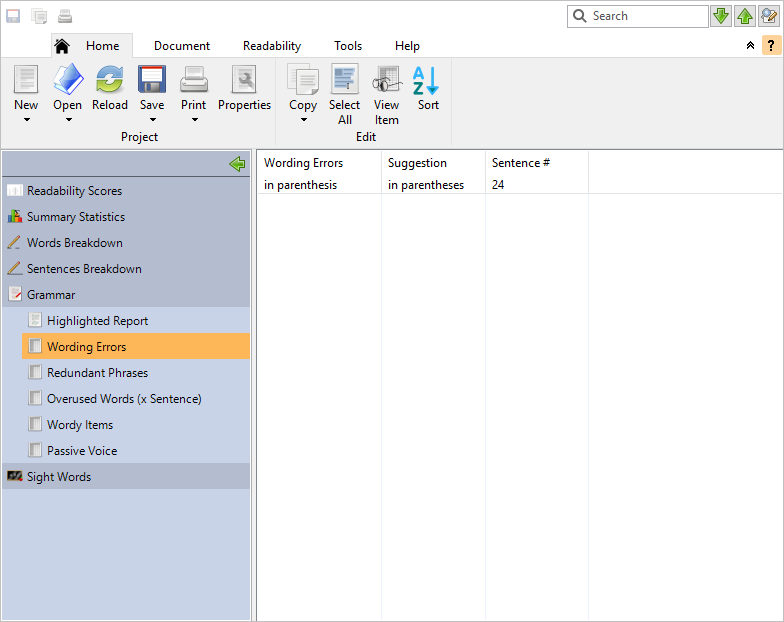 Search
Home Document Readability Tools Help
?
New Open Reload Save Print Properties Copy Select All View Item A Z Sort
Project Edit
Readability Scores
Summary Statistics
Words Breakdown
Sentences Breakdown
Grammar
Highlighted Report
Wording Errors
Redundant Phrases
Overused Words (x Sentence)
Wordy Items
Passive Voice
Sight Words
Wording Errors Suggestion Sentence #
in parenthesis in parentheses 24